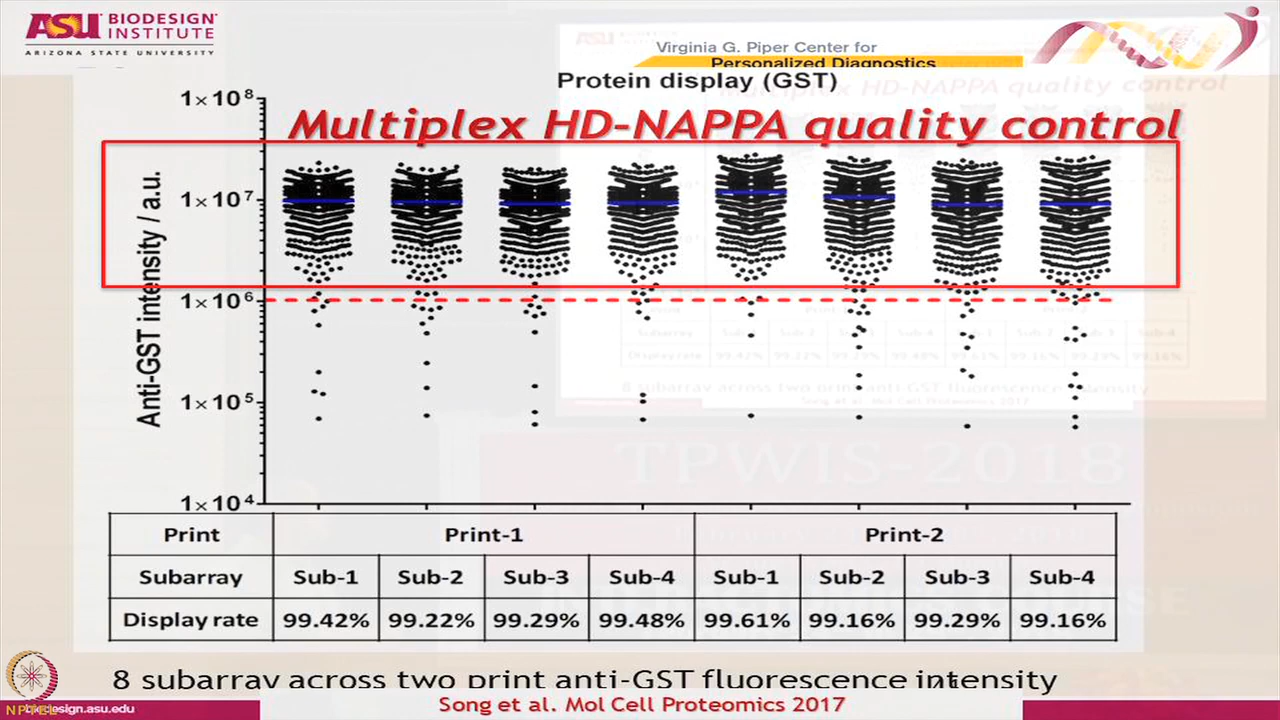 ASU BIODESIGN INSTITUTE
ARIZONA STATE UNIVERSITY
Virginia G. Piper Center for
Personalized Diagnostics
Protein display (GST)
Multiplex HD-NAPPA quality control
Anti-GST intensity / a.u.
1×10⁸
1×10⁷
1×10⁶
1×10⁵
1×10⁴
Print Print-1 Print-2
Subarray Sub-1 Sub-2 Sub-3 Sub-4 Sub-1 Sub-2 Sub-3 Sub-4
Display rate 99.42% 99.22% 99.29% 99.48% 99.61% 99.16% 99.29% 99.16%
TPWIS-2018
8 subarray across two print anti-GST fluorescence intensity
Song et al. Mol Cell Proteomics 2017
NPTEL
biodesign.asu.edu